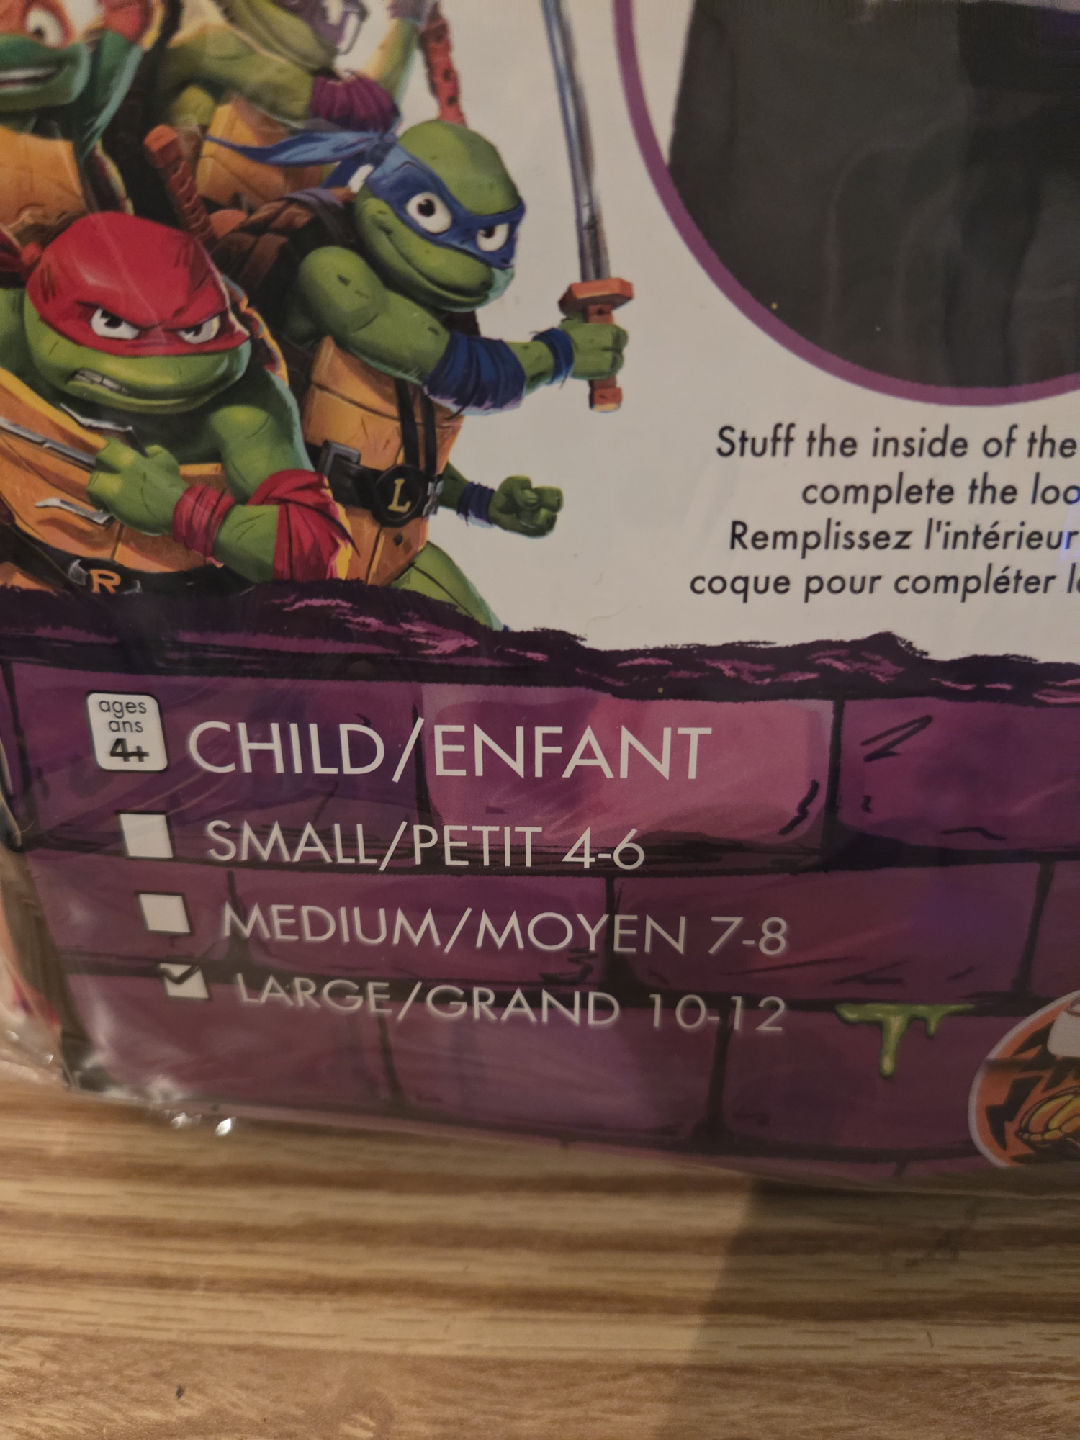 L
R
Stuff the inside of the
complete the loo
Remplissez l'intérieur
coque pour compléter l
ages
ans
4+
CHILD/ENFANT
SMALL/PETIT 4-6
MEDIUM/MOYEN 7-8
LARGE/GRAND 10-12